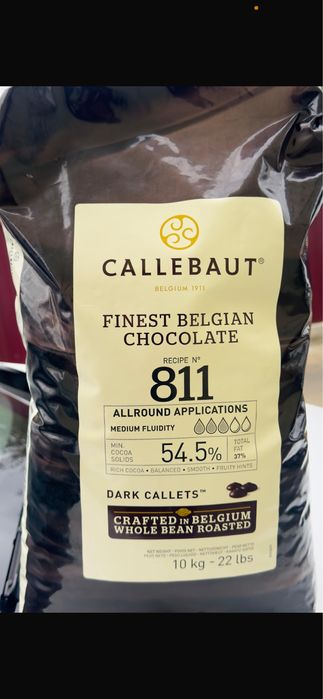 CALLEBAUT®
BELGIUM 1911
FINEST BELGIAN
CHOCOLATE
RECIPE N°
811
ALLROUND APPLICATIONS
MEDIUM FLUIDITY
MIN.
COCOA
SOLIDS
54.5%
TOTAL
FAT
37%
RICH COCOA • BALANCED • SMOOTH • FRUITY HINTS
DARK CALLETS™
CRAFTED IN BELGIUM
WHOLE BEAN ROASTED
10 kg - 22 lbs